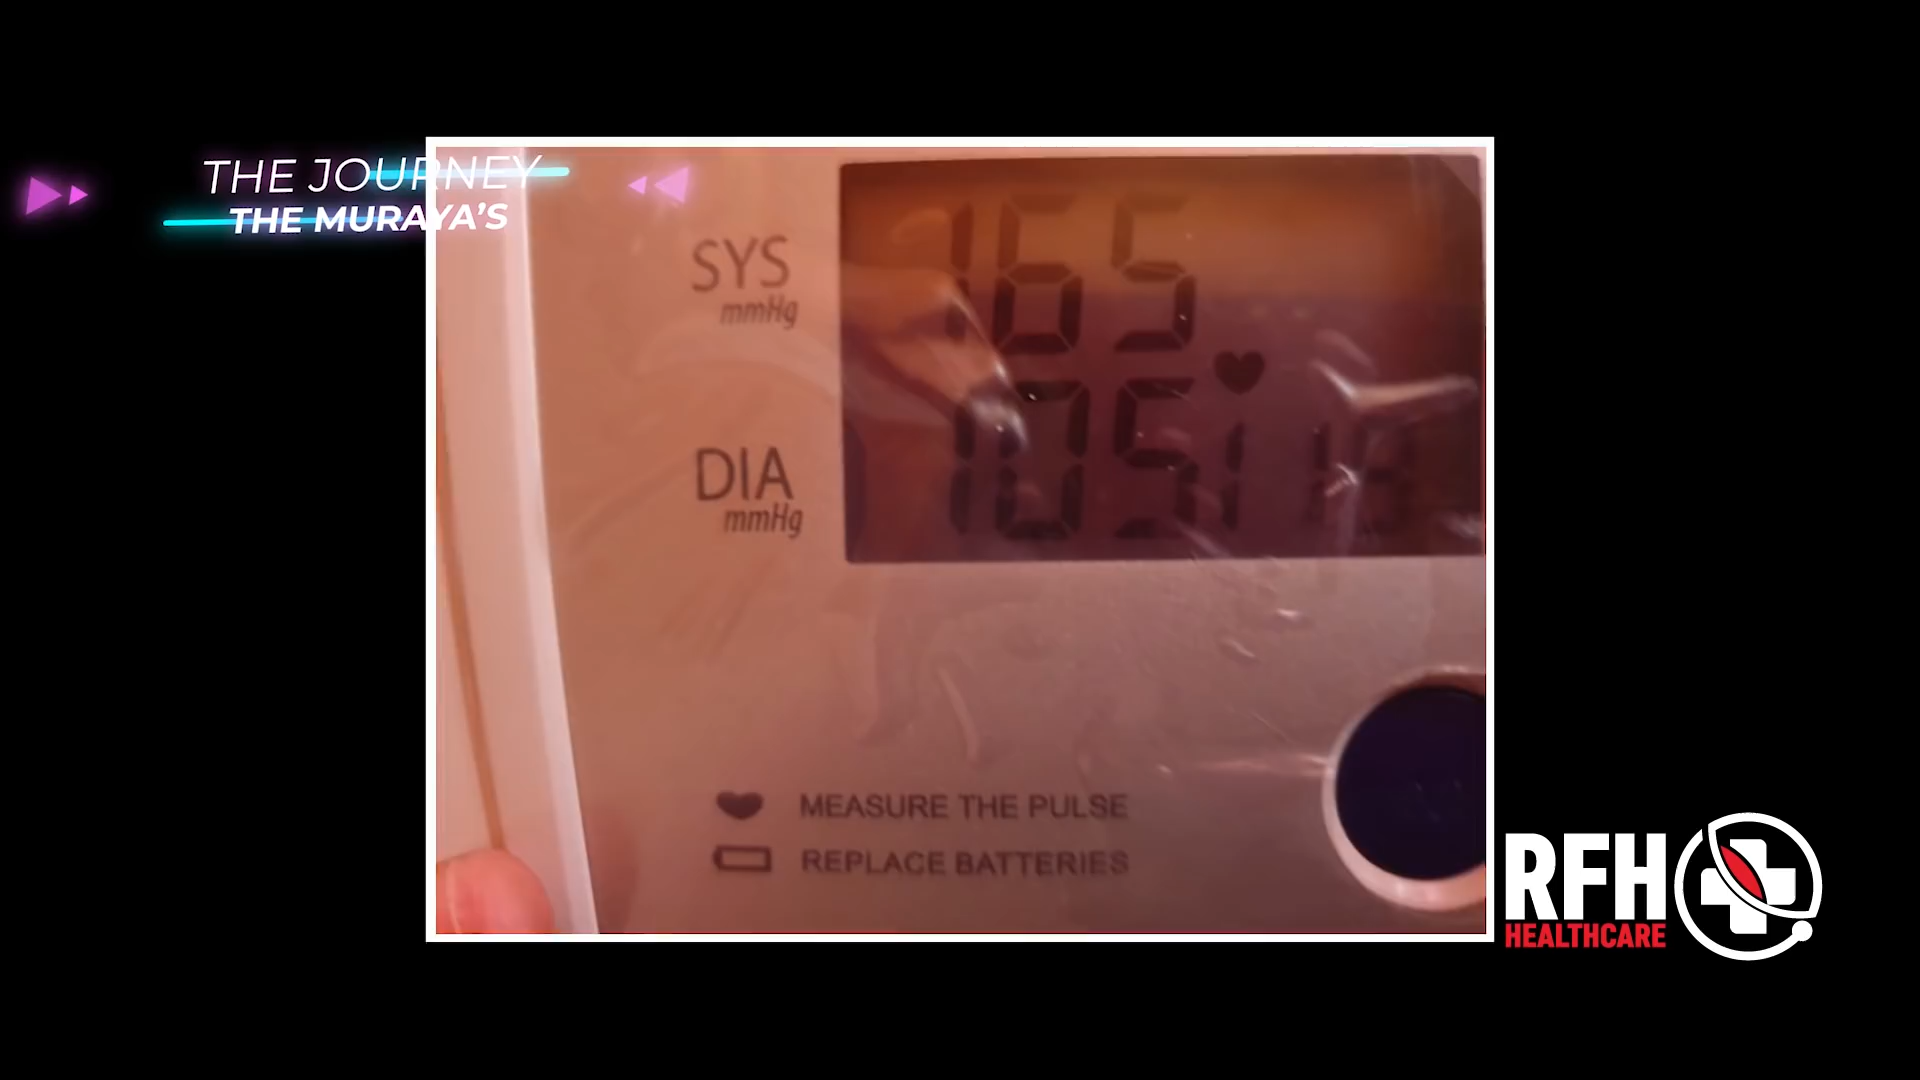 THE JOURNEY
THE MURAYA'S
SYS
mmHg
165
DIA
mmHg
105
MEASURE THE PULSE
REPLACE BATTERIES
RFH
HEALTHCARE